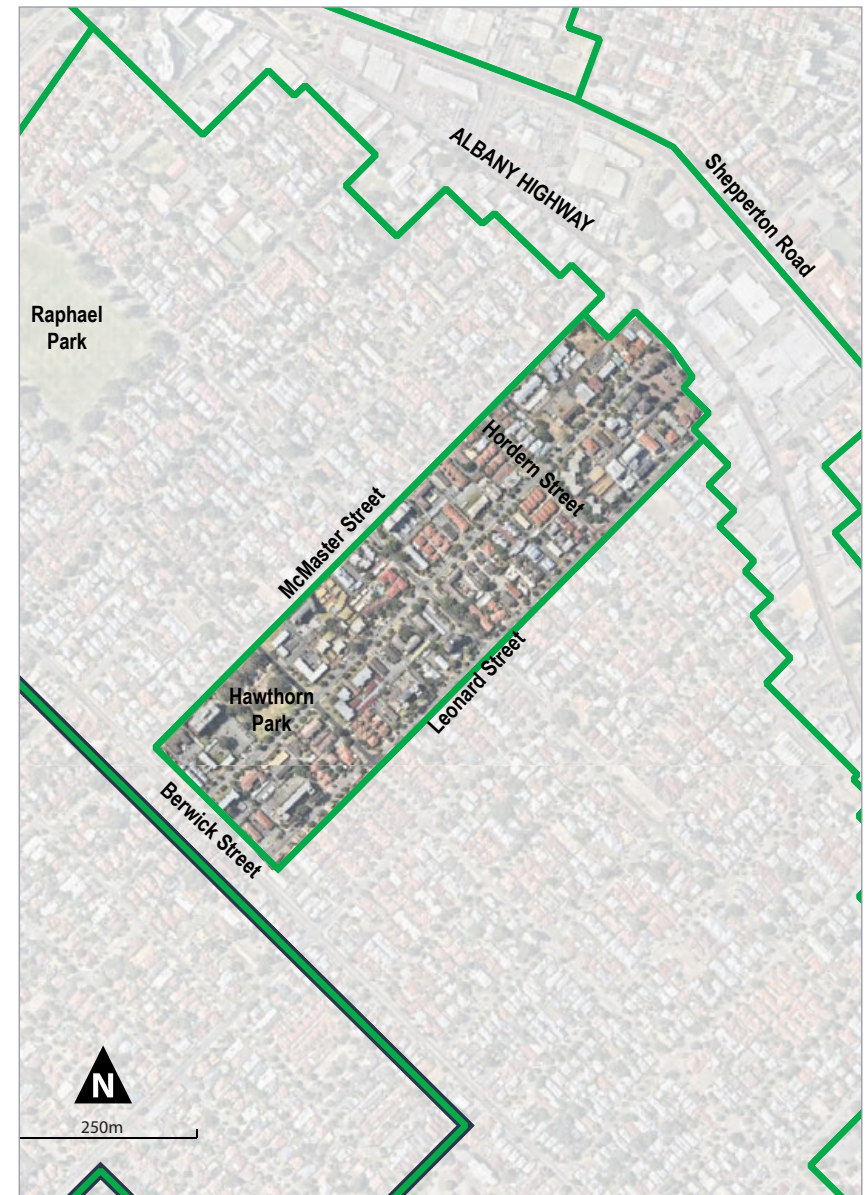 ALBANY HIGHWAY
Shepperton Road
Raphael
Park
Hordern Street
McMaster Street
Leonard Street
Hawthorn
Park
Berwick Street
N
250m